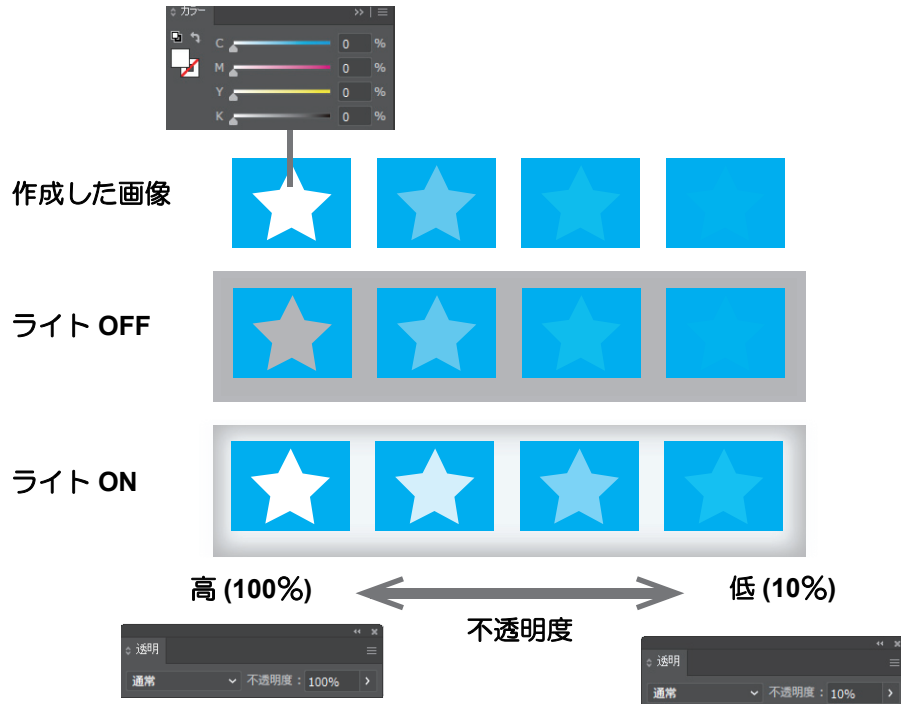 カラー
C 0 %
M 0 %
Y 0 %
K 0 %
作成した画像
ライト OFF
ライト ON
高 (100%)
低 (10%)
不透明度
透明
通常 不透明度 : 100%
透明
通常 不透明度 : 10%